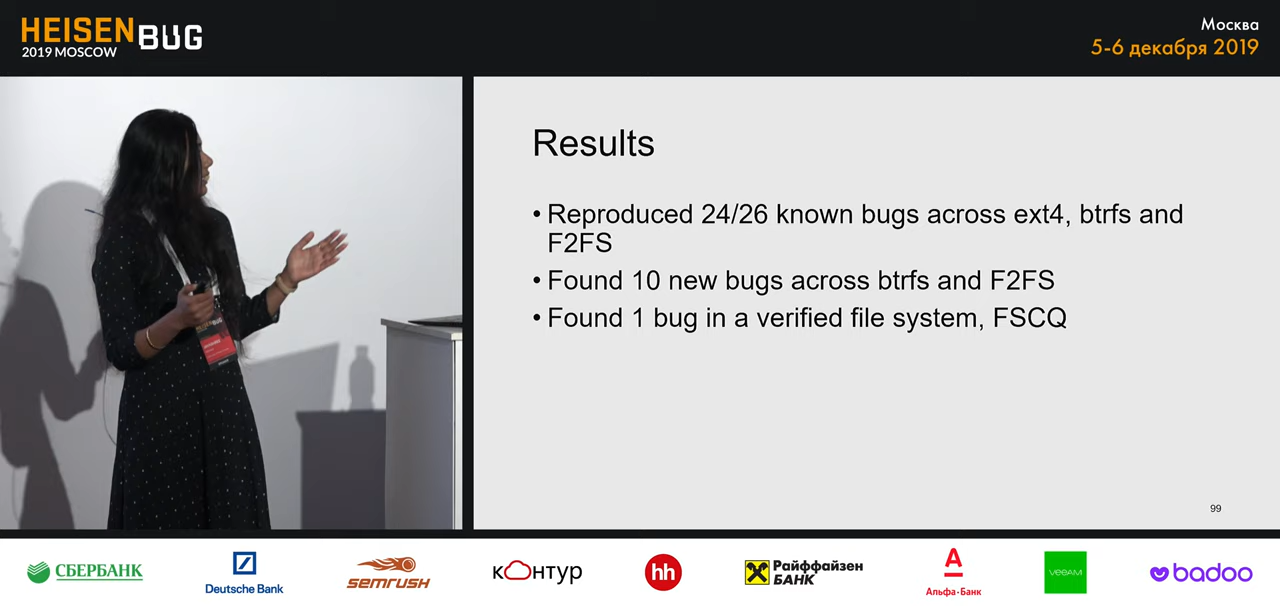 HEISENBUG
2019 MOSCOW
Москва
5-6 декабря 2019
Results
• Reproduced 24/26 known bugs across ext4, btrfs and
F2FS
• Found 10 new bugs across btrfs and F2FS
• Found 1 bug in a verified file system, FSCQ
99
СБЕРБАНК
Deutsche Bank
semrush
контур
hh
Райффайзен
БАНК
А
Альфа·Банк
veeam
badoo